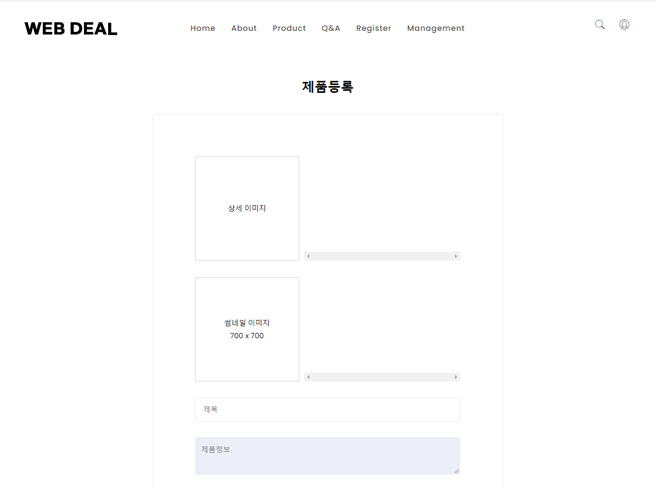 WEB DEAL
Home About Product Q&A Register Management
제품등록
상세 이미지
썸네일 이미지
700 x 700
제목
제품정보